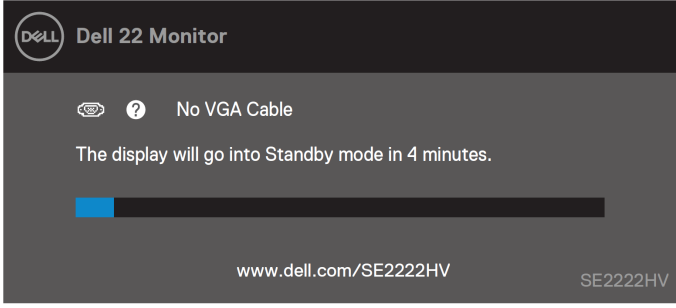 DELL Dell 22 Monitor
? No VGA Cable
The display will go into Standby mode in 4 minutes.
www.dell.com/SE2222HV
SE2222HV